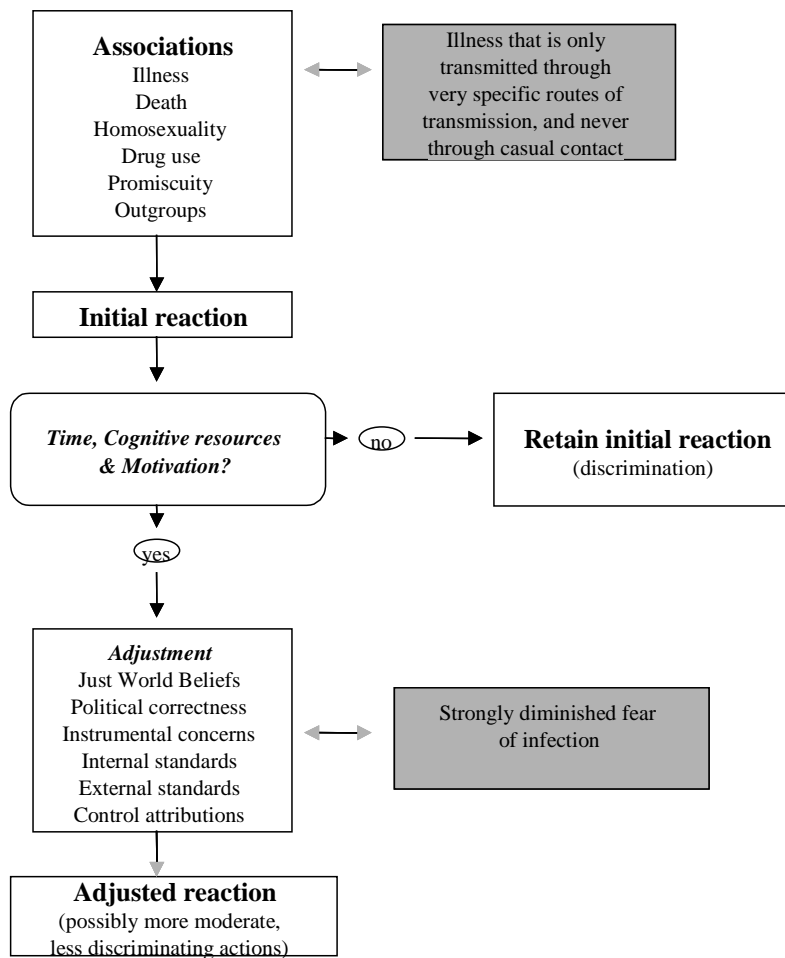 Associations
Illness
Death
Homosexuality
Drug use
Promiscuity
Outgroups
Illness that is only
transmitted through
very specific routes of
transmission, and never
through casual contact
Initial reaction
Time, Cognitive resources
& Motivation?
no
Retain initial reaction
(discrimination)
yes
Adjustment
Just World Beliefs
Political correctness
Instrumental concerns
Internal standards
External standards
Control attributions
Strongly diminished fear
of infection
Adjusted reaction
(possibly more moderate,
less discriminating actions)